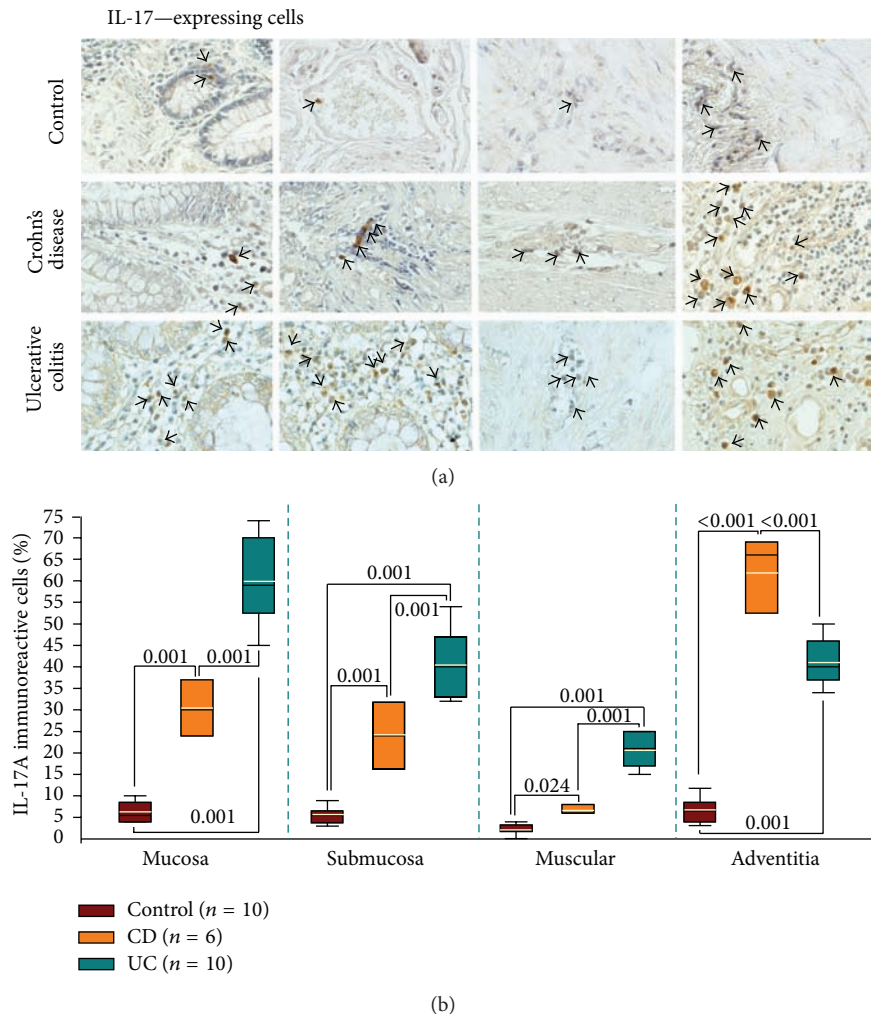 IL-17—expressing cells
Control
Crohn's
disease
Ulcerative
colitis
(a)
IL-17A immunoreactive cells (%)
75
70
65
60
55
50
45
40
35
30
25
20
15
10
5
0
0.001
0.001
0.001
0.001
0.001
0.001
0.001
0.001
0.024
<0.001
<0.001
0.001
Mucosa
Submucosa
Muscular
Adventitia
Control (n = 10)
CD (n = 6)
UC (n = 10)
(b)